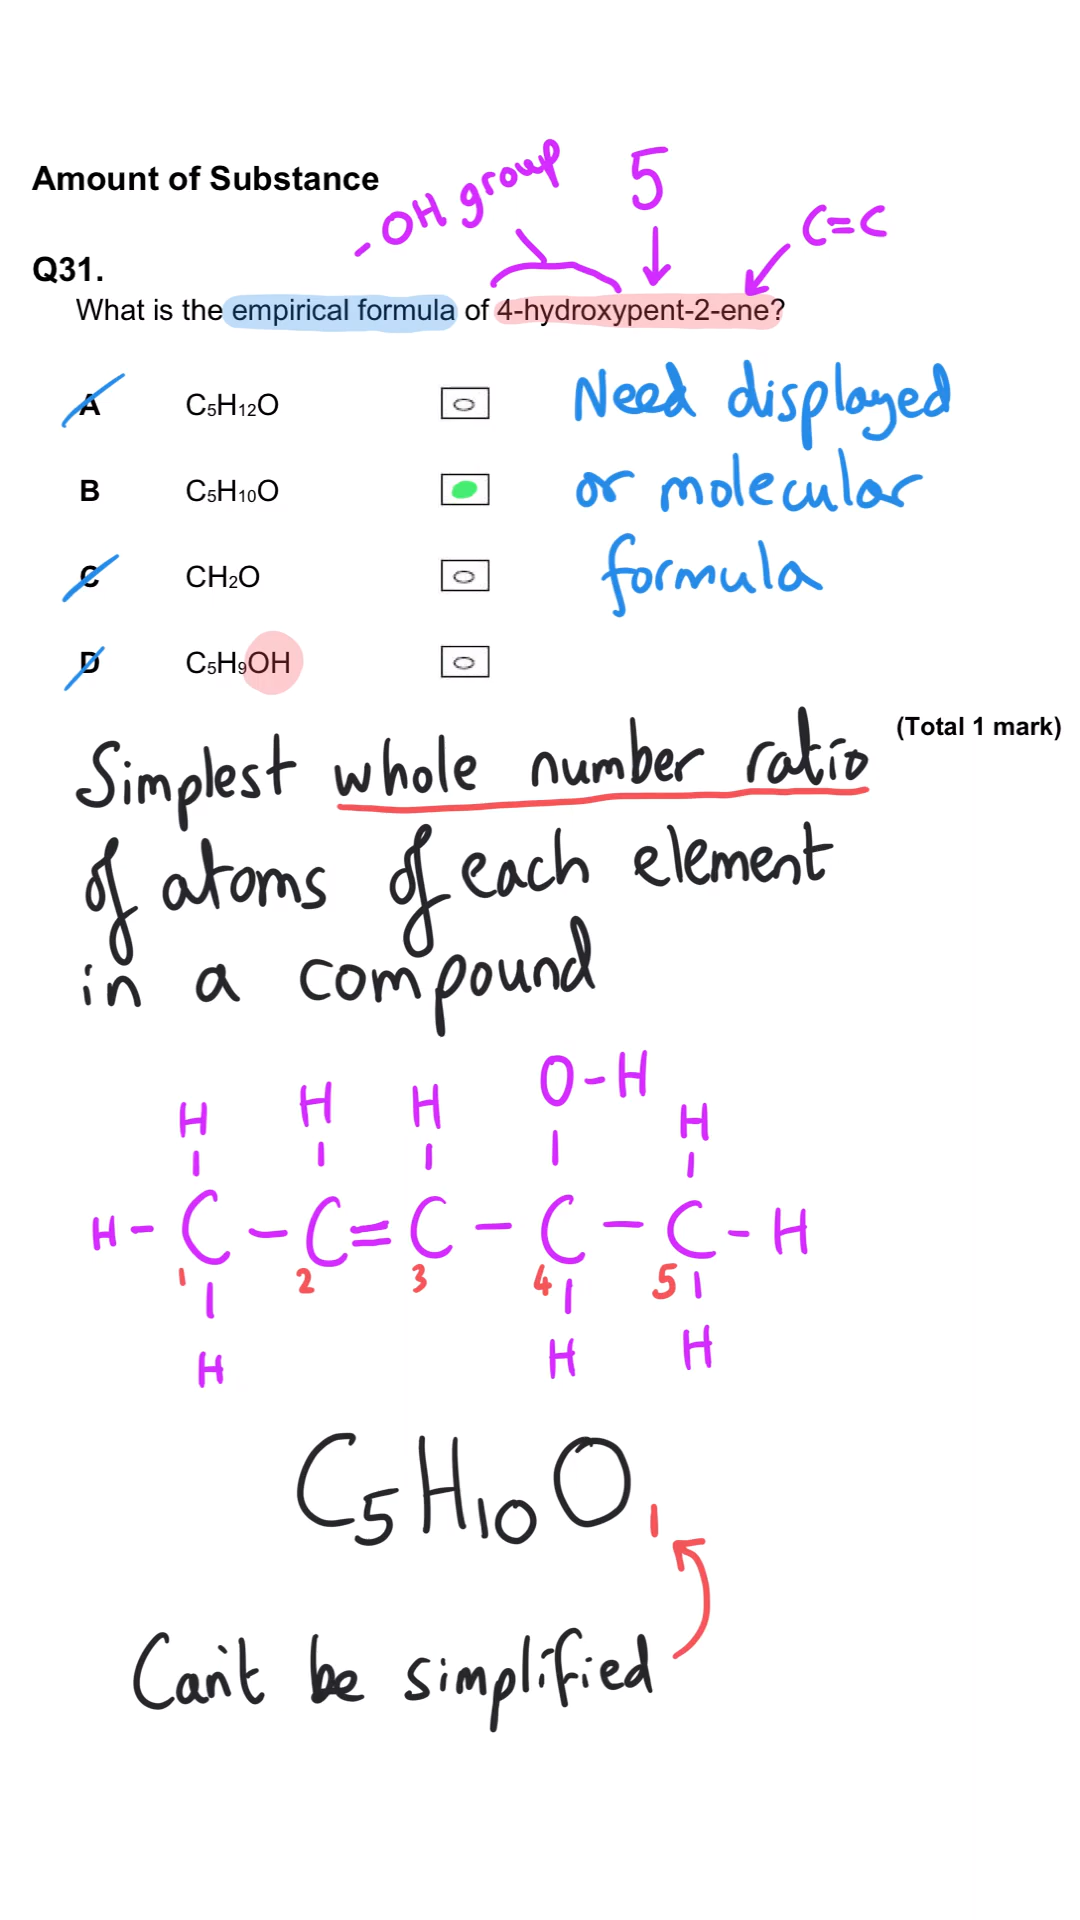 Amount of Substance
-OH group
5
C=C
Q31.
What is the empirical formula of 4-hydroxypent-2-ene?
A C₅H₁₂O
B C₅H₁₀O
C CH₂O
D C₅H₉OH
Need displayed
or molecular
formula
(Total 1 mark)
Simplest whole number ratio
of atoms of each element
in a compound
O-H
H H H H
H-C-C=C-C-C-H
1 2 3 4 5
H H H
C₅H₁₀O₁
Can't be simplified